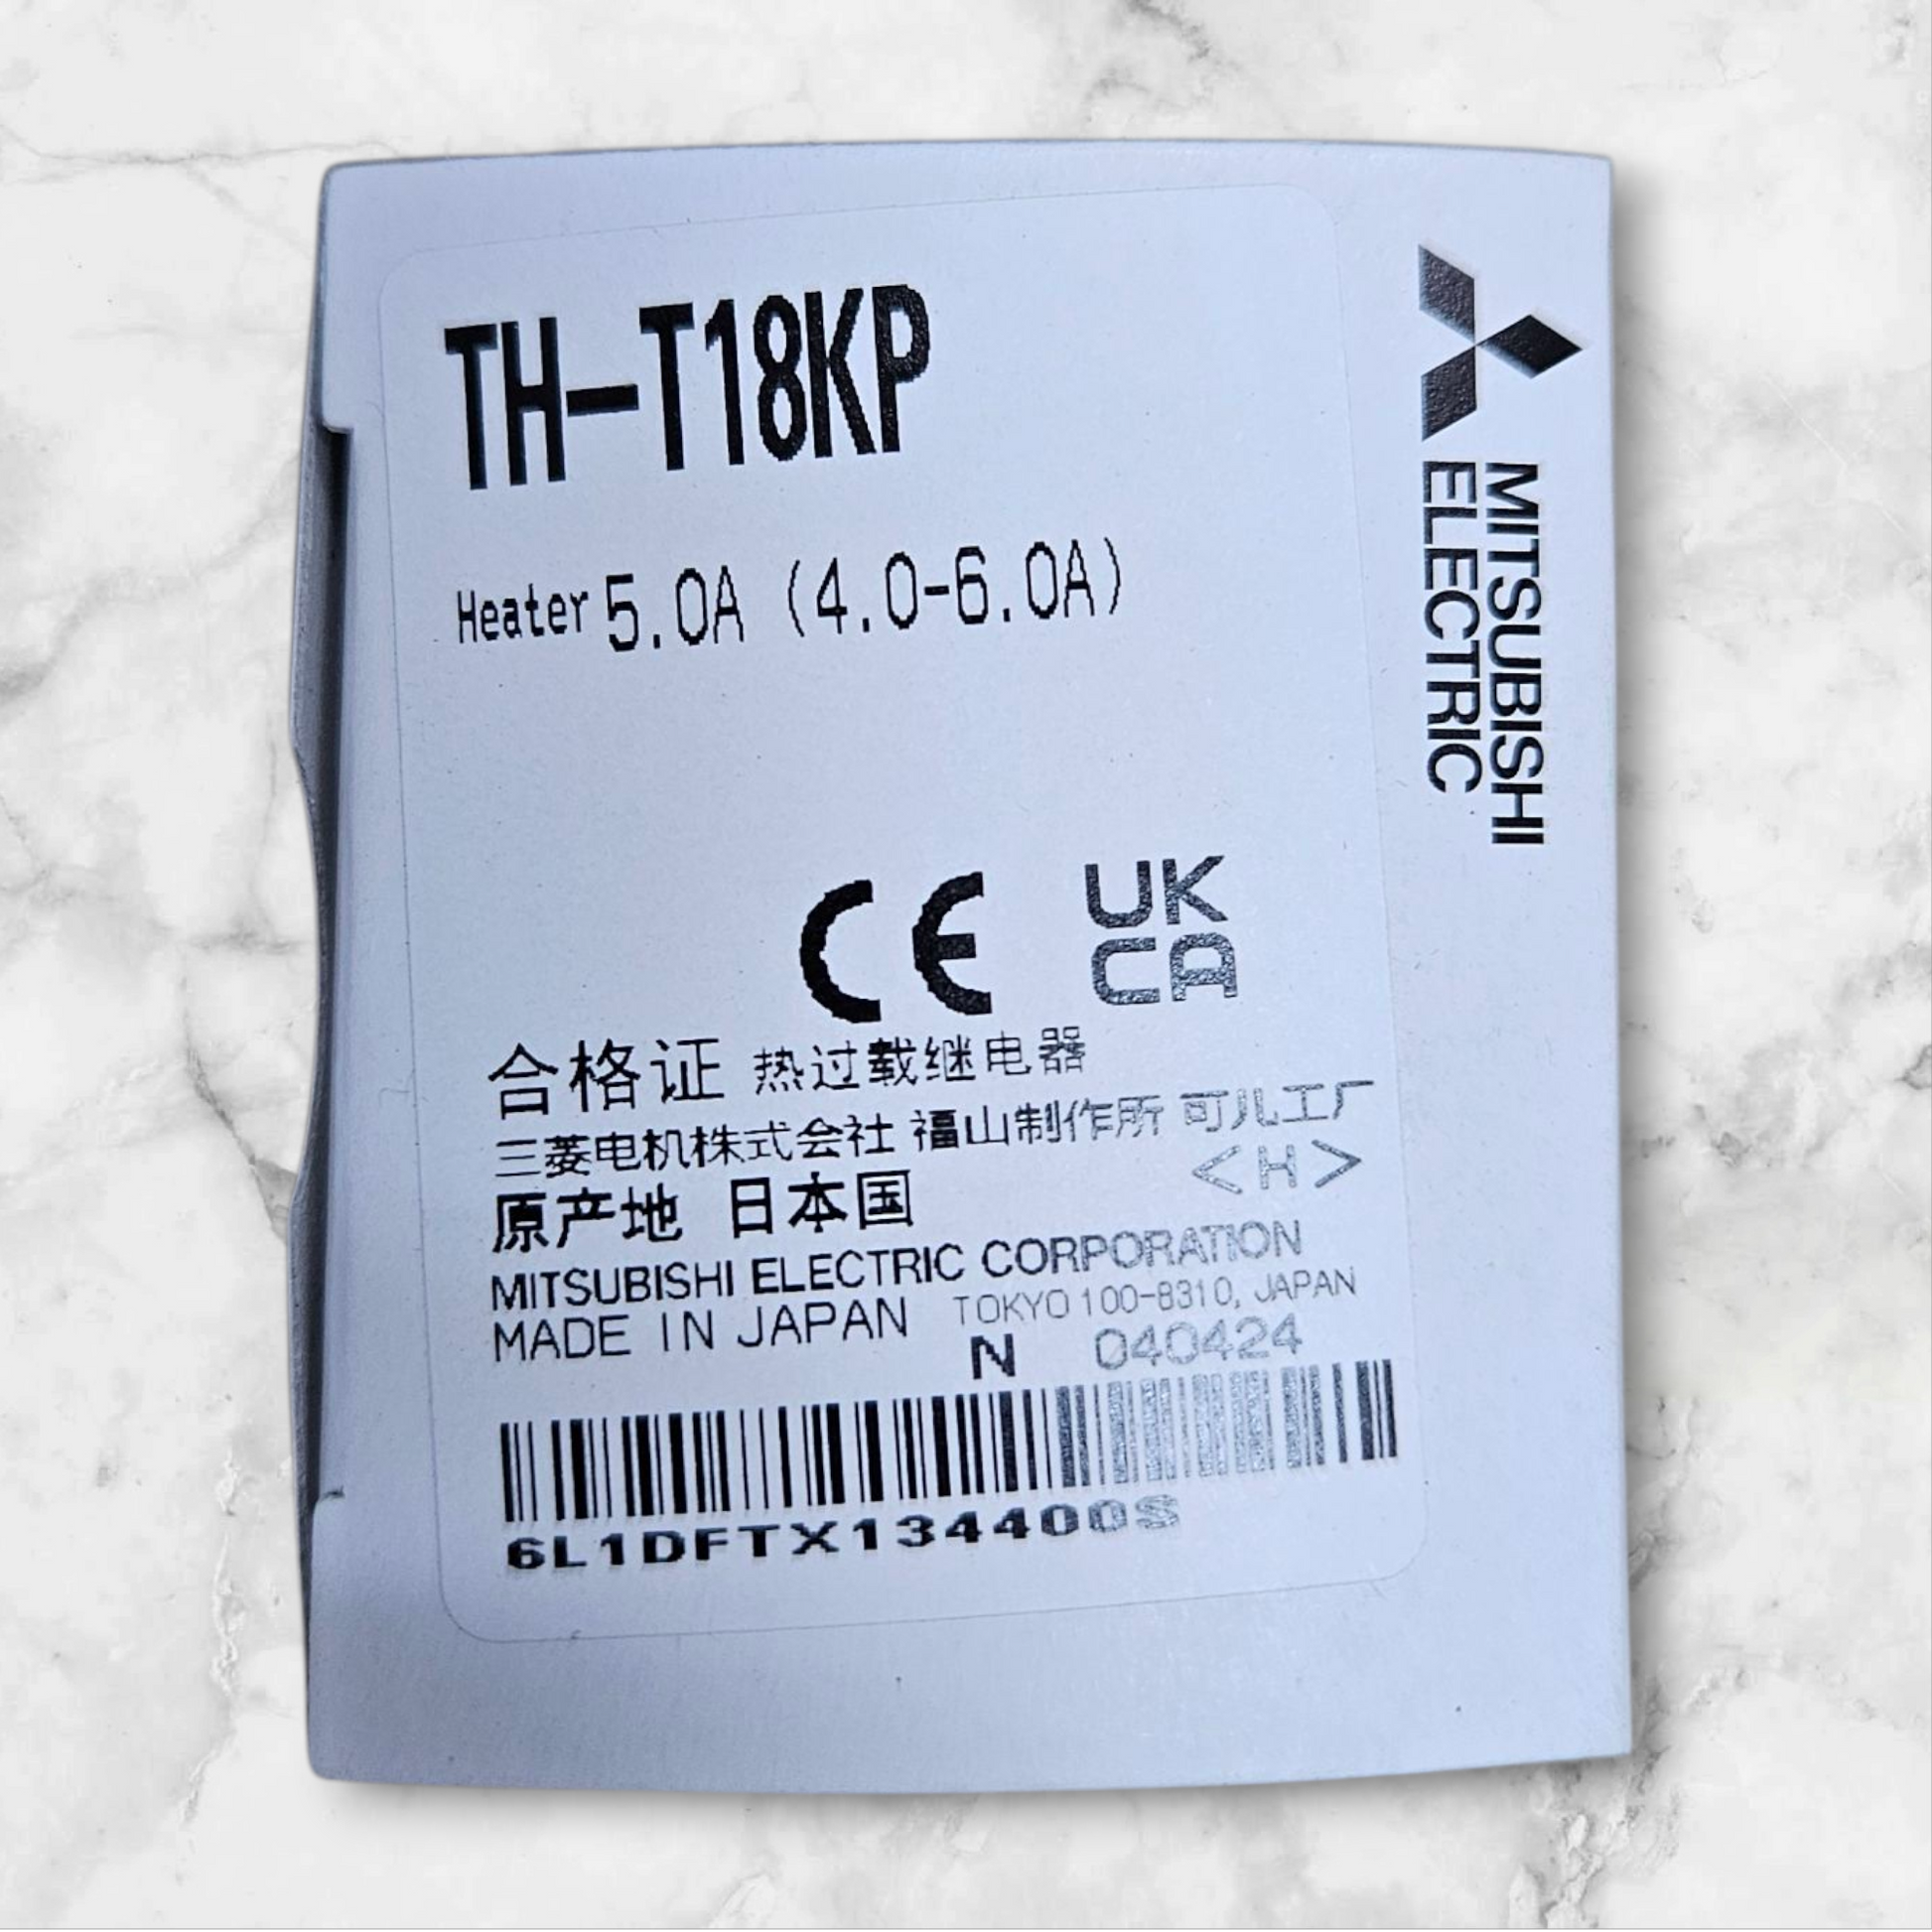 TH-T18KP
Heater 5.0A (4.0-6.0A)
MITSUBISHI
ELECTRIC
CE
UK
CA
合格证 热过载继电器
三菱电机株式会社 福山制作所 可儿工厂
<H>
原产地 日本国
MITSUBISHI ELECTRIC CORPORATION
MADE IN JAPAN TOKYO 100-8310, JAPAN
N 040424
6L1DFTX134400S